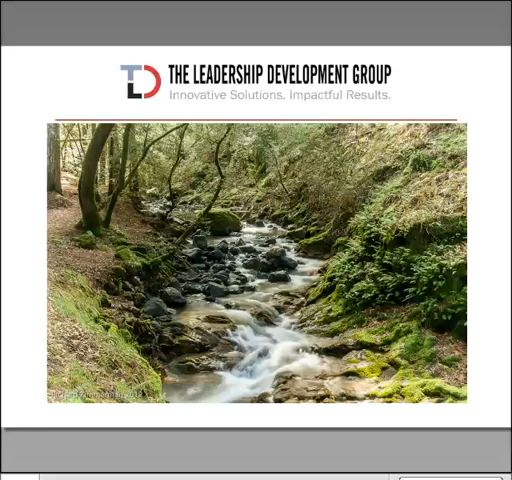 THE LEADERSHIP DEVELOPMENT GROUP
Innovative Solutions. Impactful Results.